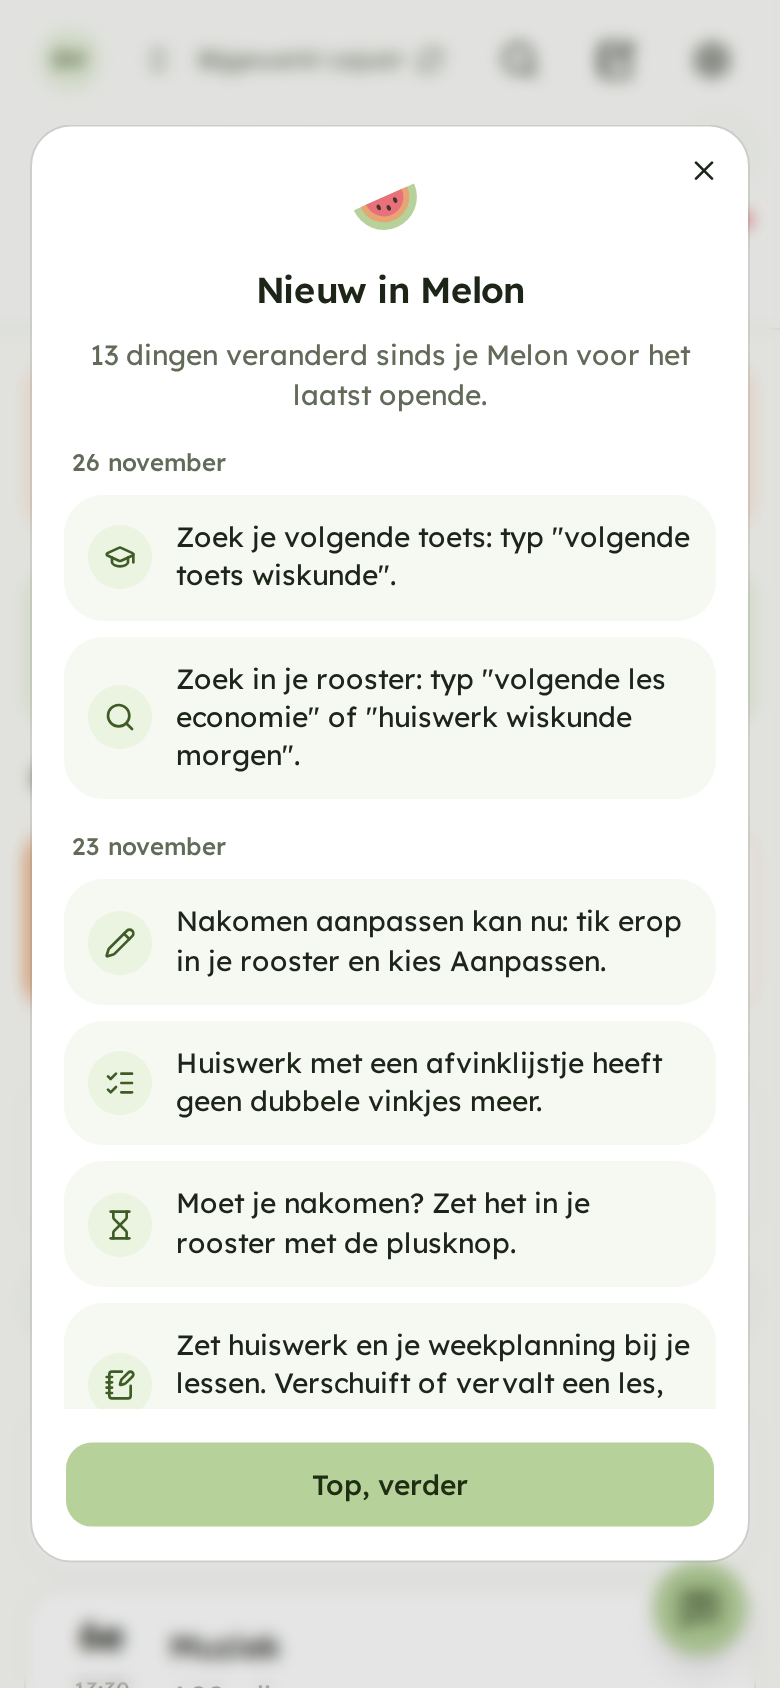 Nieuw in Melon
13 dingen veranderd sinds je Melon voor het
laatst opende.
26 november
Zoek je volgende toets: typ "volgende
toets wiskunde".
Zoek in je rooster: typ "volgende les
economie" of "huiswerk wiskunde
morgen".
23 november
Nakomen aanpassen kan nu: tik erop
in je rooster en kies Aanpassen.
Huiswerk met een afvinklijstje heeft
geen dubbele vinkjes meer.
Moet je nakomen? Zet het in je
rooster met de plusknop.
Zet huiswerk en je weekplanning bij je
lessen. Verschuift of vervalt een les,
Top, verder
Muziek
13:30